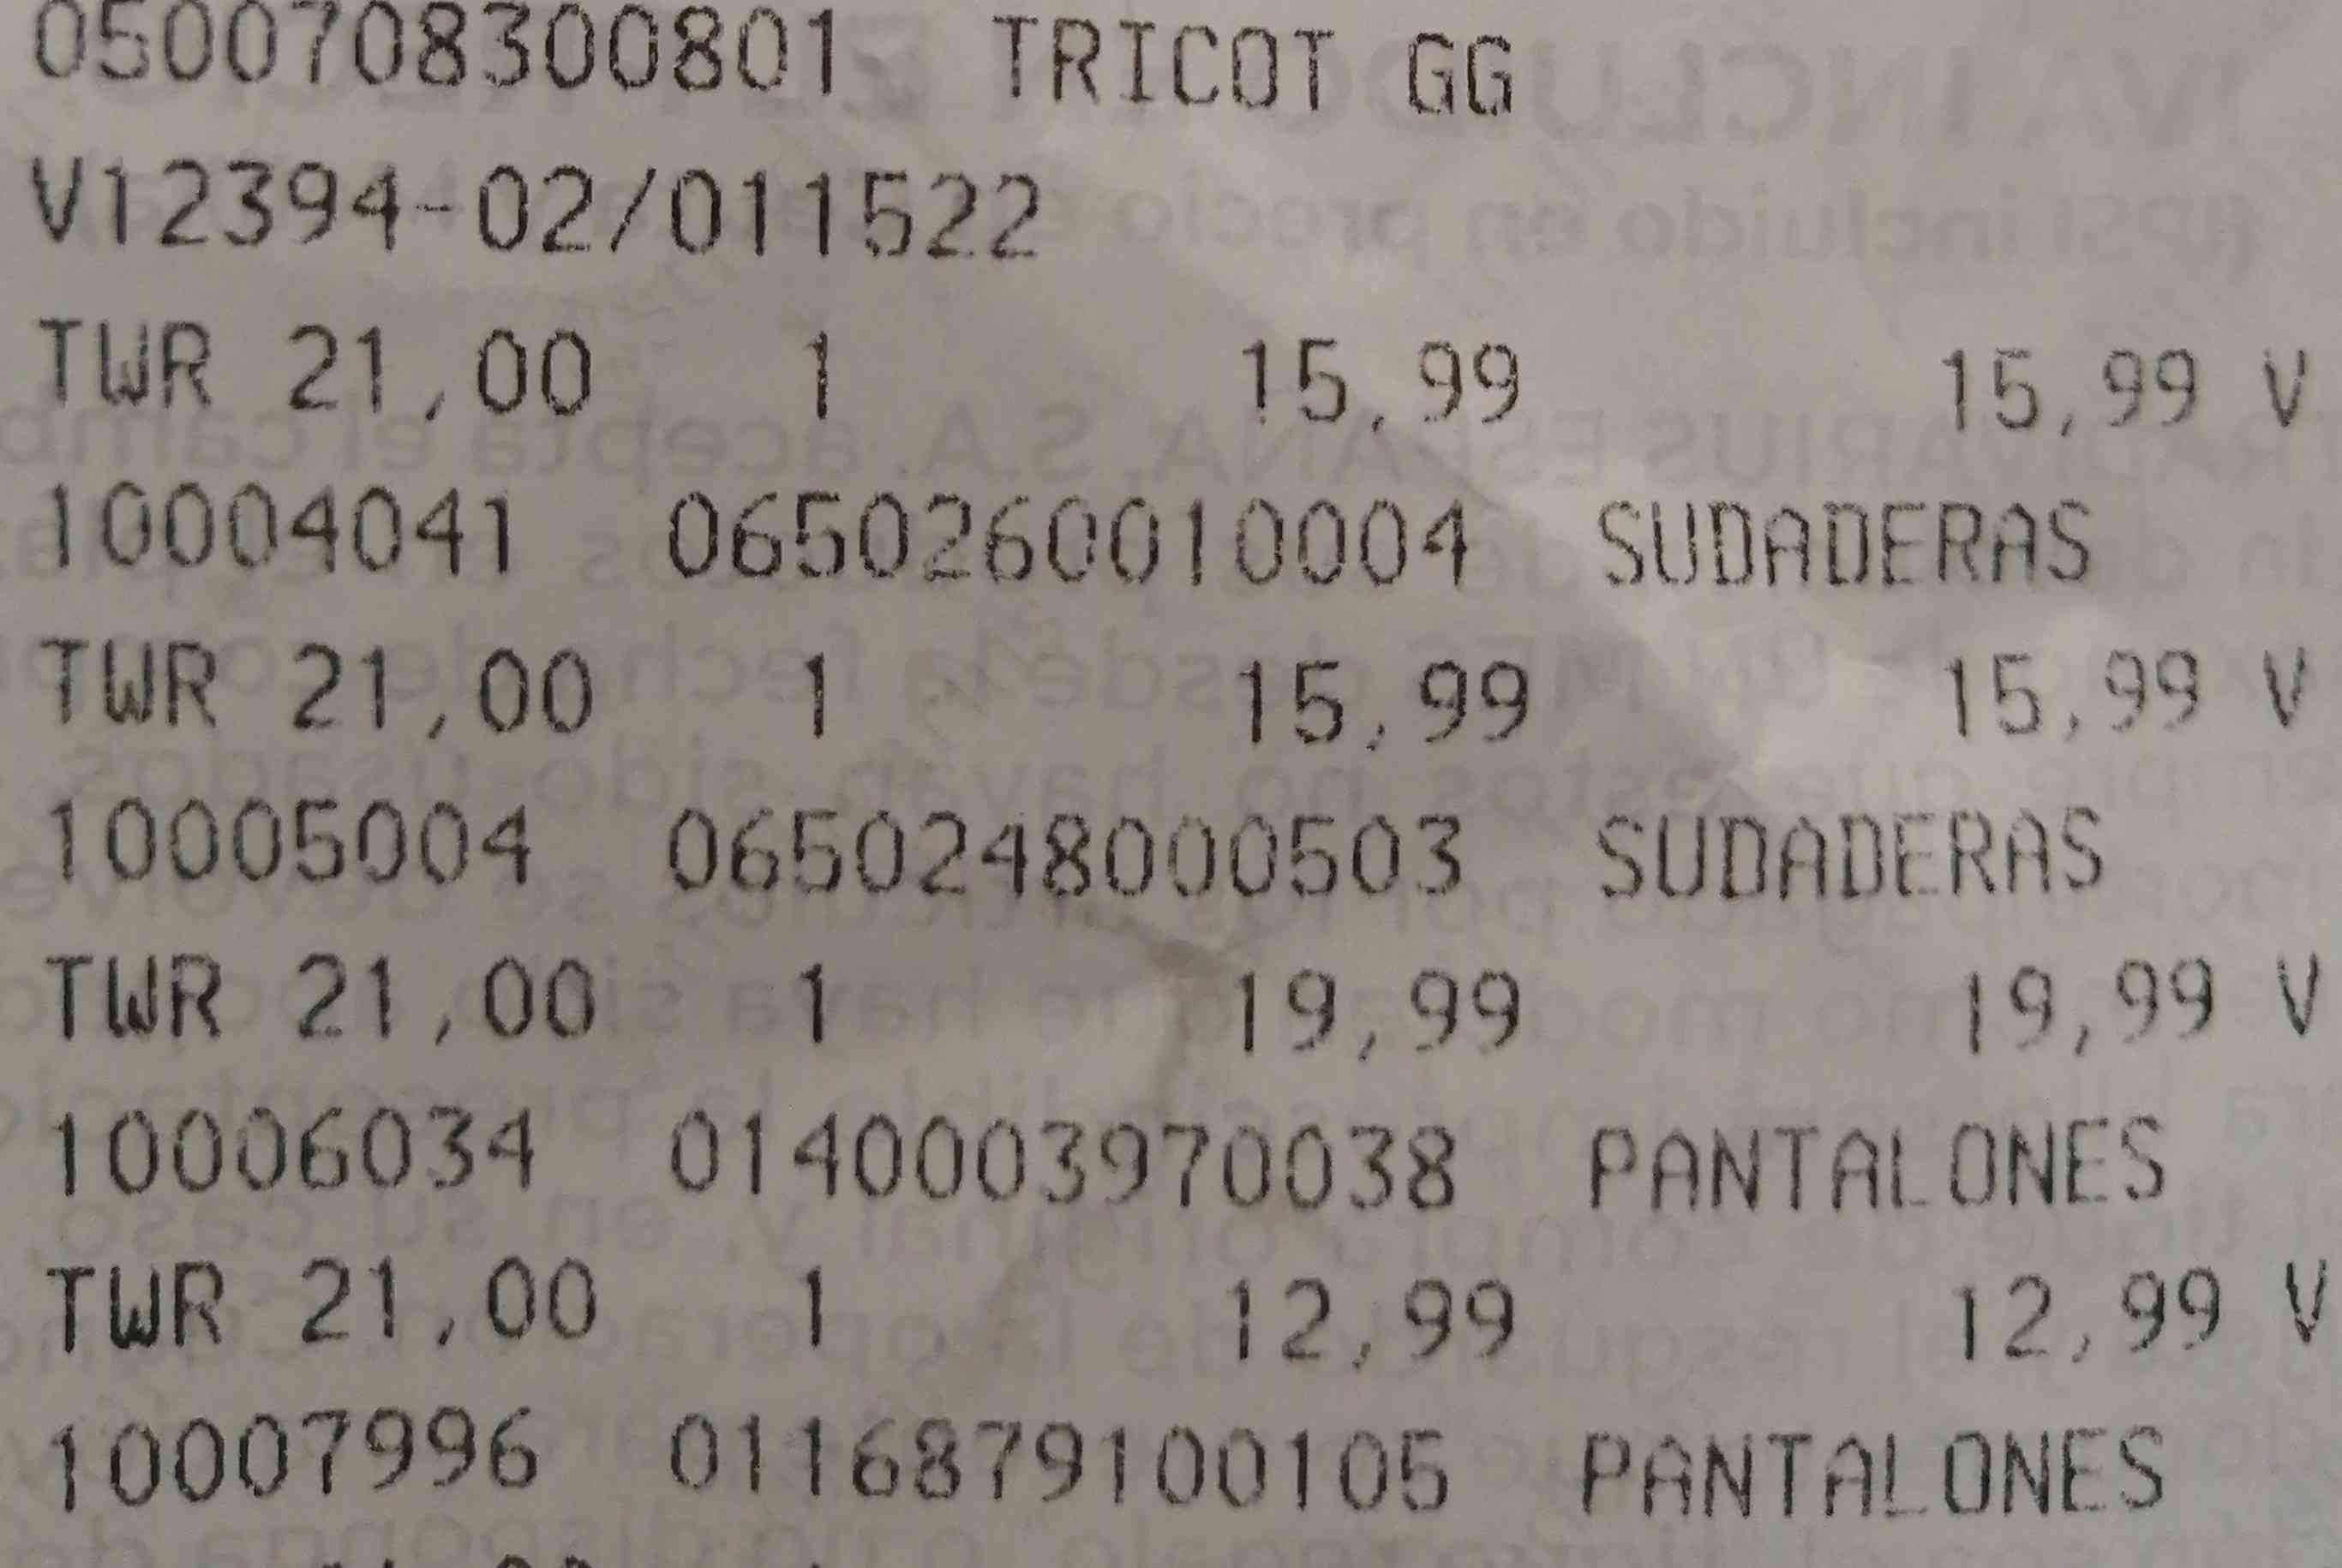 0500708300801 TRICOT GG
V12394-02/011522
TWR 21,00 1 15,99 15,99 V
10004041 0650260010004 SUDADERAS
TWR 21,00 1 15,99 15,99 V
10005004 0650248000503 SUDADERAS
TWR 21,00 1 19,99 19,99 V
10006034 0140003970038 PANTALONES
TWR 21,00 1 12,99 12,99 V
10007996 0116879100105 PANTALONES